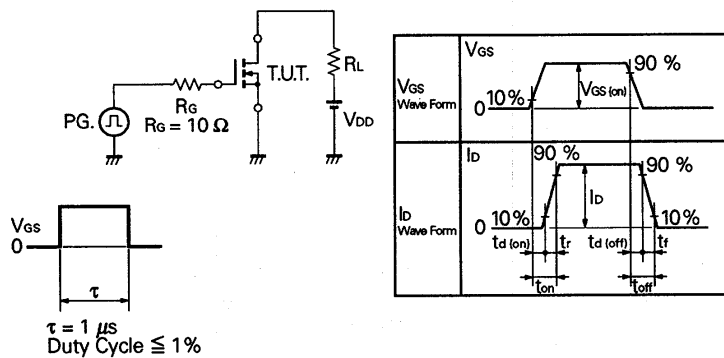 T.U.T.
RL
RG
RG = 10 Ω
PG.
VDD
VGS
0
τ
τ = 1 μs
Duty Cycle ≦ 1%
VGS
Wave Form
VGS
90 %
VGS (on)
10%
0
ID
Wave Form
ID
90 %
90 %
ID
0
10%
10%
td (on)
tr
td (off)
tf
ton
toff